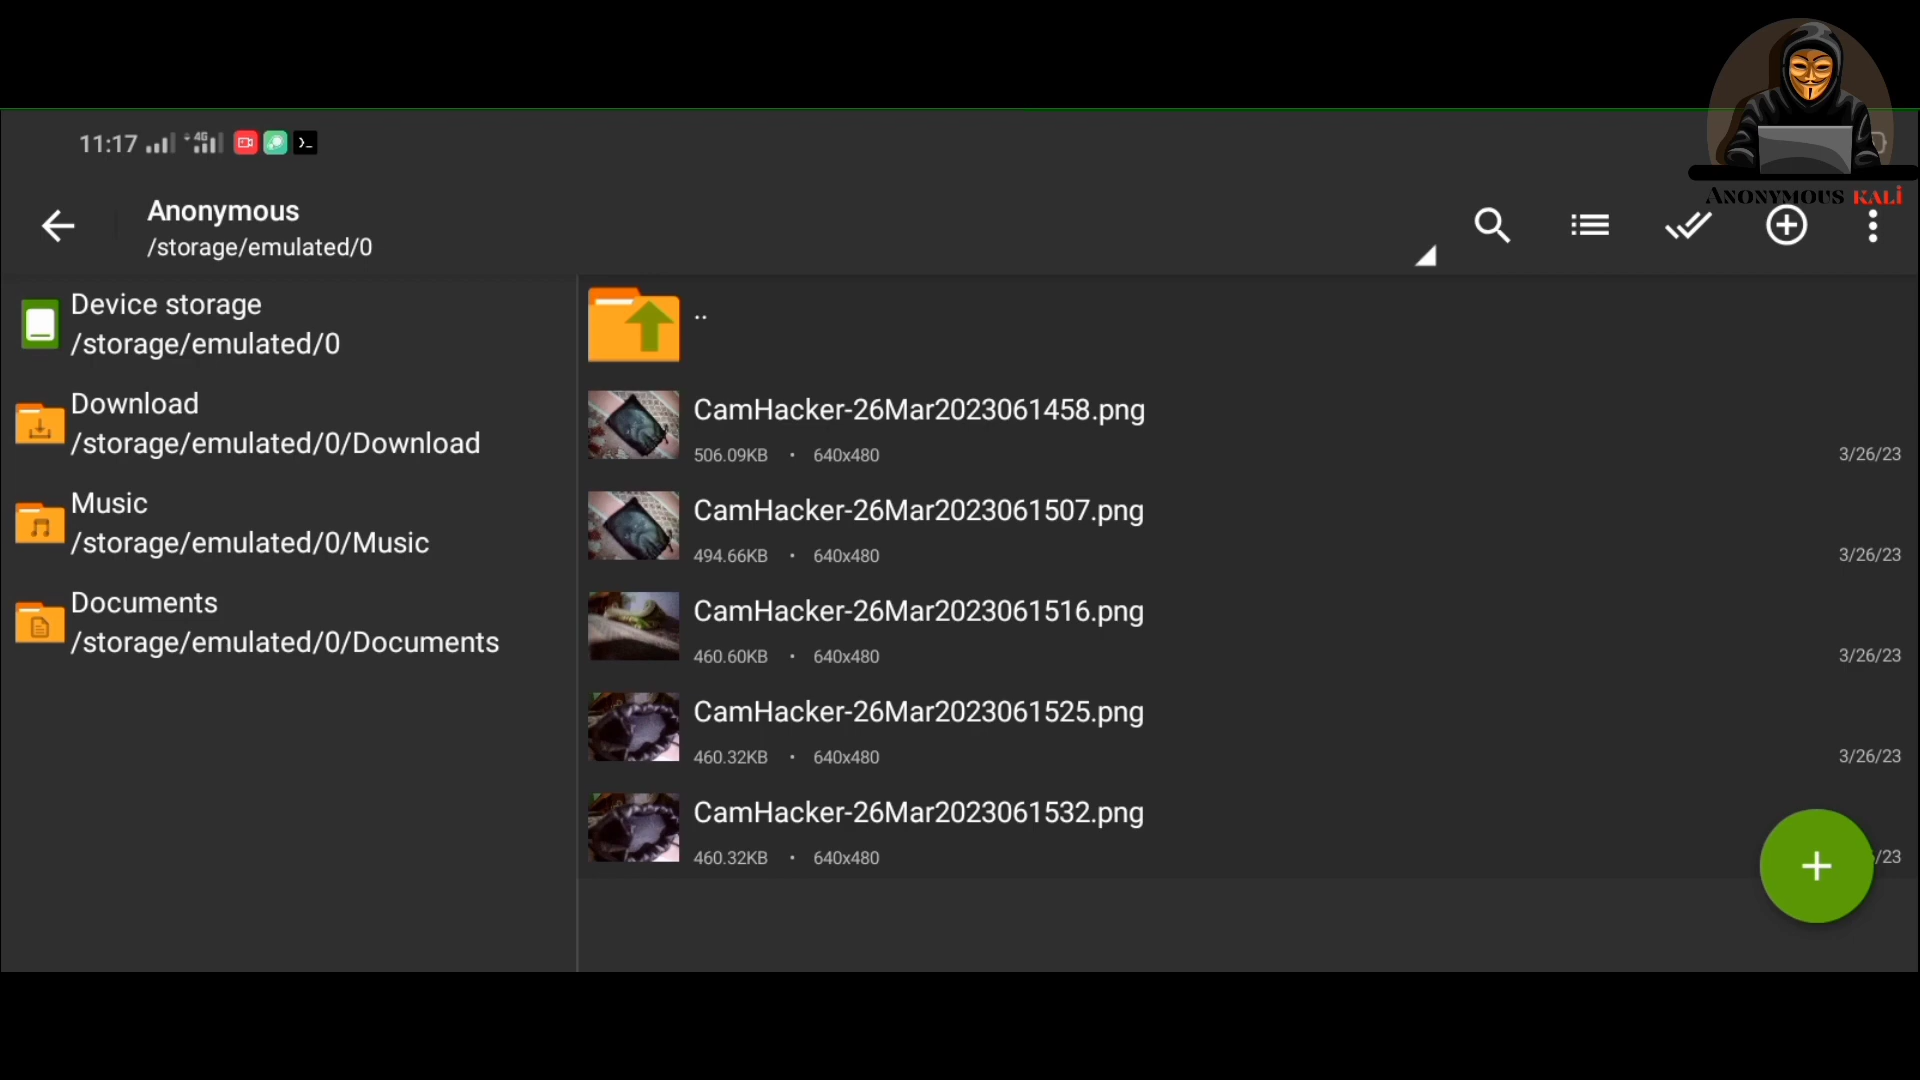 11:17
4G
ANONYMOUS KALI
Anonymous
/storage/emulated/0
Device storage
/storage/emulated/0
Download
/storage/emulated/0/Download
Music
/storage/emulated/0/Music
Documents
/storage/emulated/0/Documents
..
CamHacker-26Mar2023061458.png
506.09KB • 640x480
3/26/23
CamHacker-26Mar2023061507.png
494.66KB • 640x480
3/26/23
CamHacker-26Mar2023061516.png
460.60KB • 640x480
3/26/23
CamHacker-26Mar2023061525.png
460.32KB • 640x480
3/26/23
CamHacker-26Mar2023061532.png
460.32KB • 640x480
/23